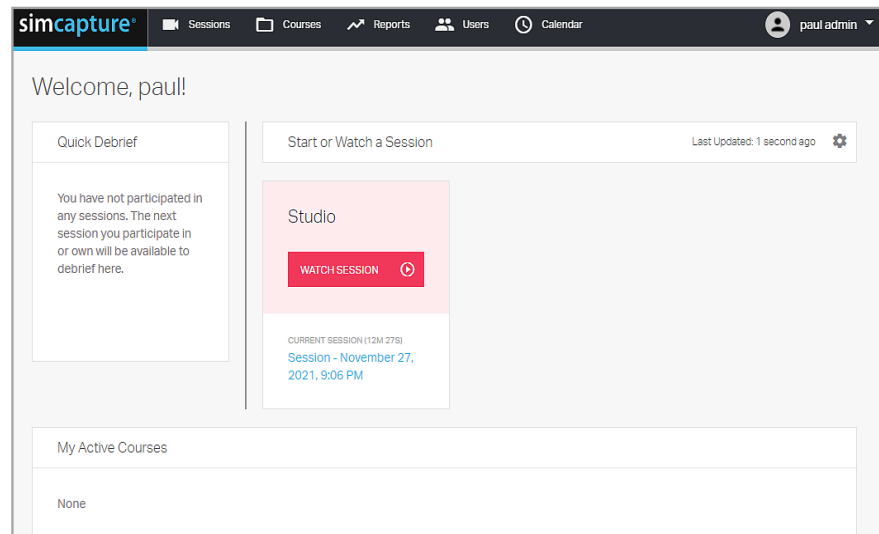 simcapture®
Sessions
Courses
Reports
Users
Calendar
paul admin
Welcome, paul!
Quick Debrief
You have not participated in
any sessions. The next
session you participate in
or own will be available to
debrief here.
Start or Watch a Session
Last Updated: 1 second ago
Studio
WATCH SESSION
CURRENT SESSION (12M 27S)
Session - November 27,
2021, 9:06 PM
My Active Courses
None